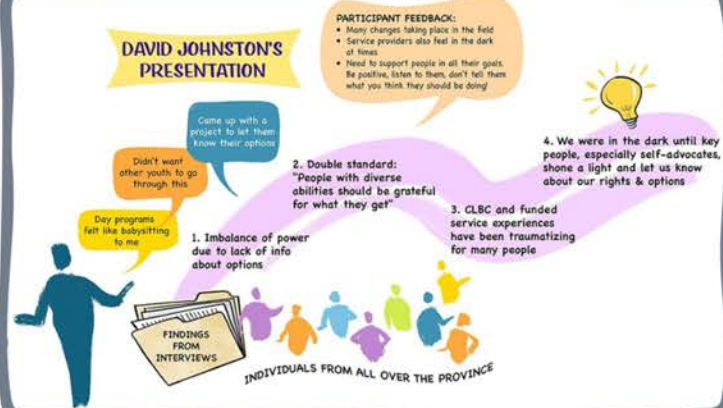 DAVID JOHNSTON'S
PRESENTATION
PARTICIPANT FEEDBACK:
• Many changes taking place in the field
• Service providers also feel in the dark
at times
• Need to support people in all their goals.
Be positive, listen to them, don't tell them
what you think they should be doing!
Came up with a
project to let them
know their options
Didn't want
other youth to go
through this
Day programs
felt like babysitting
to me
1. Imbalance of power
due to lack of info
about options
2. Double standard:
"People with diverse
abilities should be grateful
for what they get"
3. CLBC and funded
service experiences
have been traumatizing
for many people
4. We were in the dark until key
people, especially self-advocates,
shone a light and let us know
about our rights & options
FINDINGS
FROM
INTERVIEWS
INDIVIDUALS FROM ALL OVER THE PROVINCE